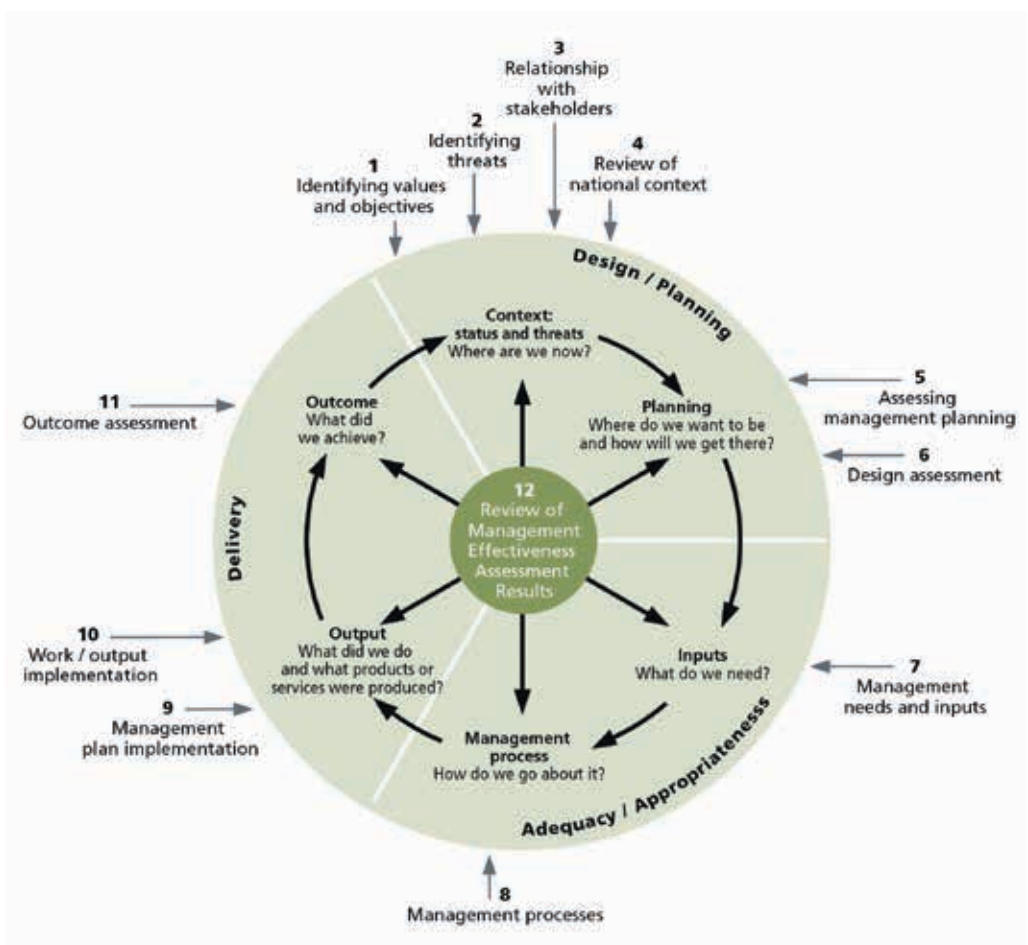 3
Relationship
with
stakeholders
2
Identifying
threats
4
Review of
national context
1
Identifying values
and objectives
Design / Planning
Context:
status and threats
Where are we now?
5
Assessing
management planning
11
Outcome assessment
Outcome
What did
we achieve?
Planning
Where do we want to be
and how will we get there?
6
Design assessment
12
Review of
Management
Effectiveness
Assessment
Results
Delivery
10
Work / output
implementation
Output
What did we do
and what products or
services were produced?
Inputs
What do we need?
7
Management
needs and inputs
9
Management
plan implementation
Management
process
How do we go about it?
Adequacy / Appropriatenesss
8
Management processes